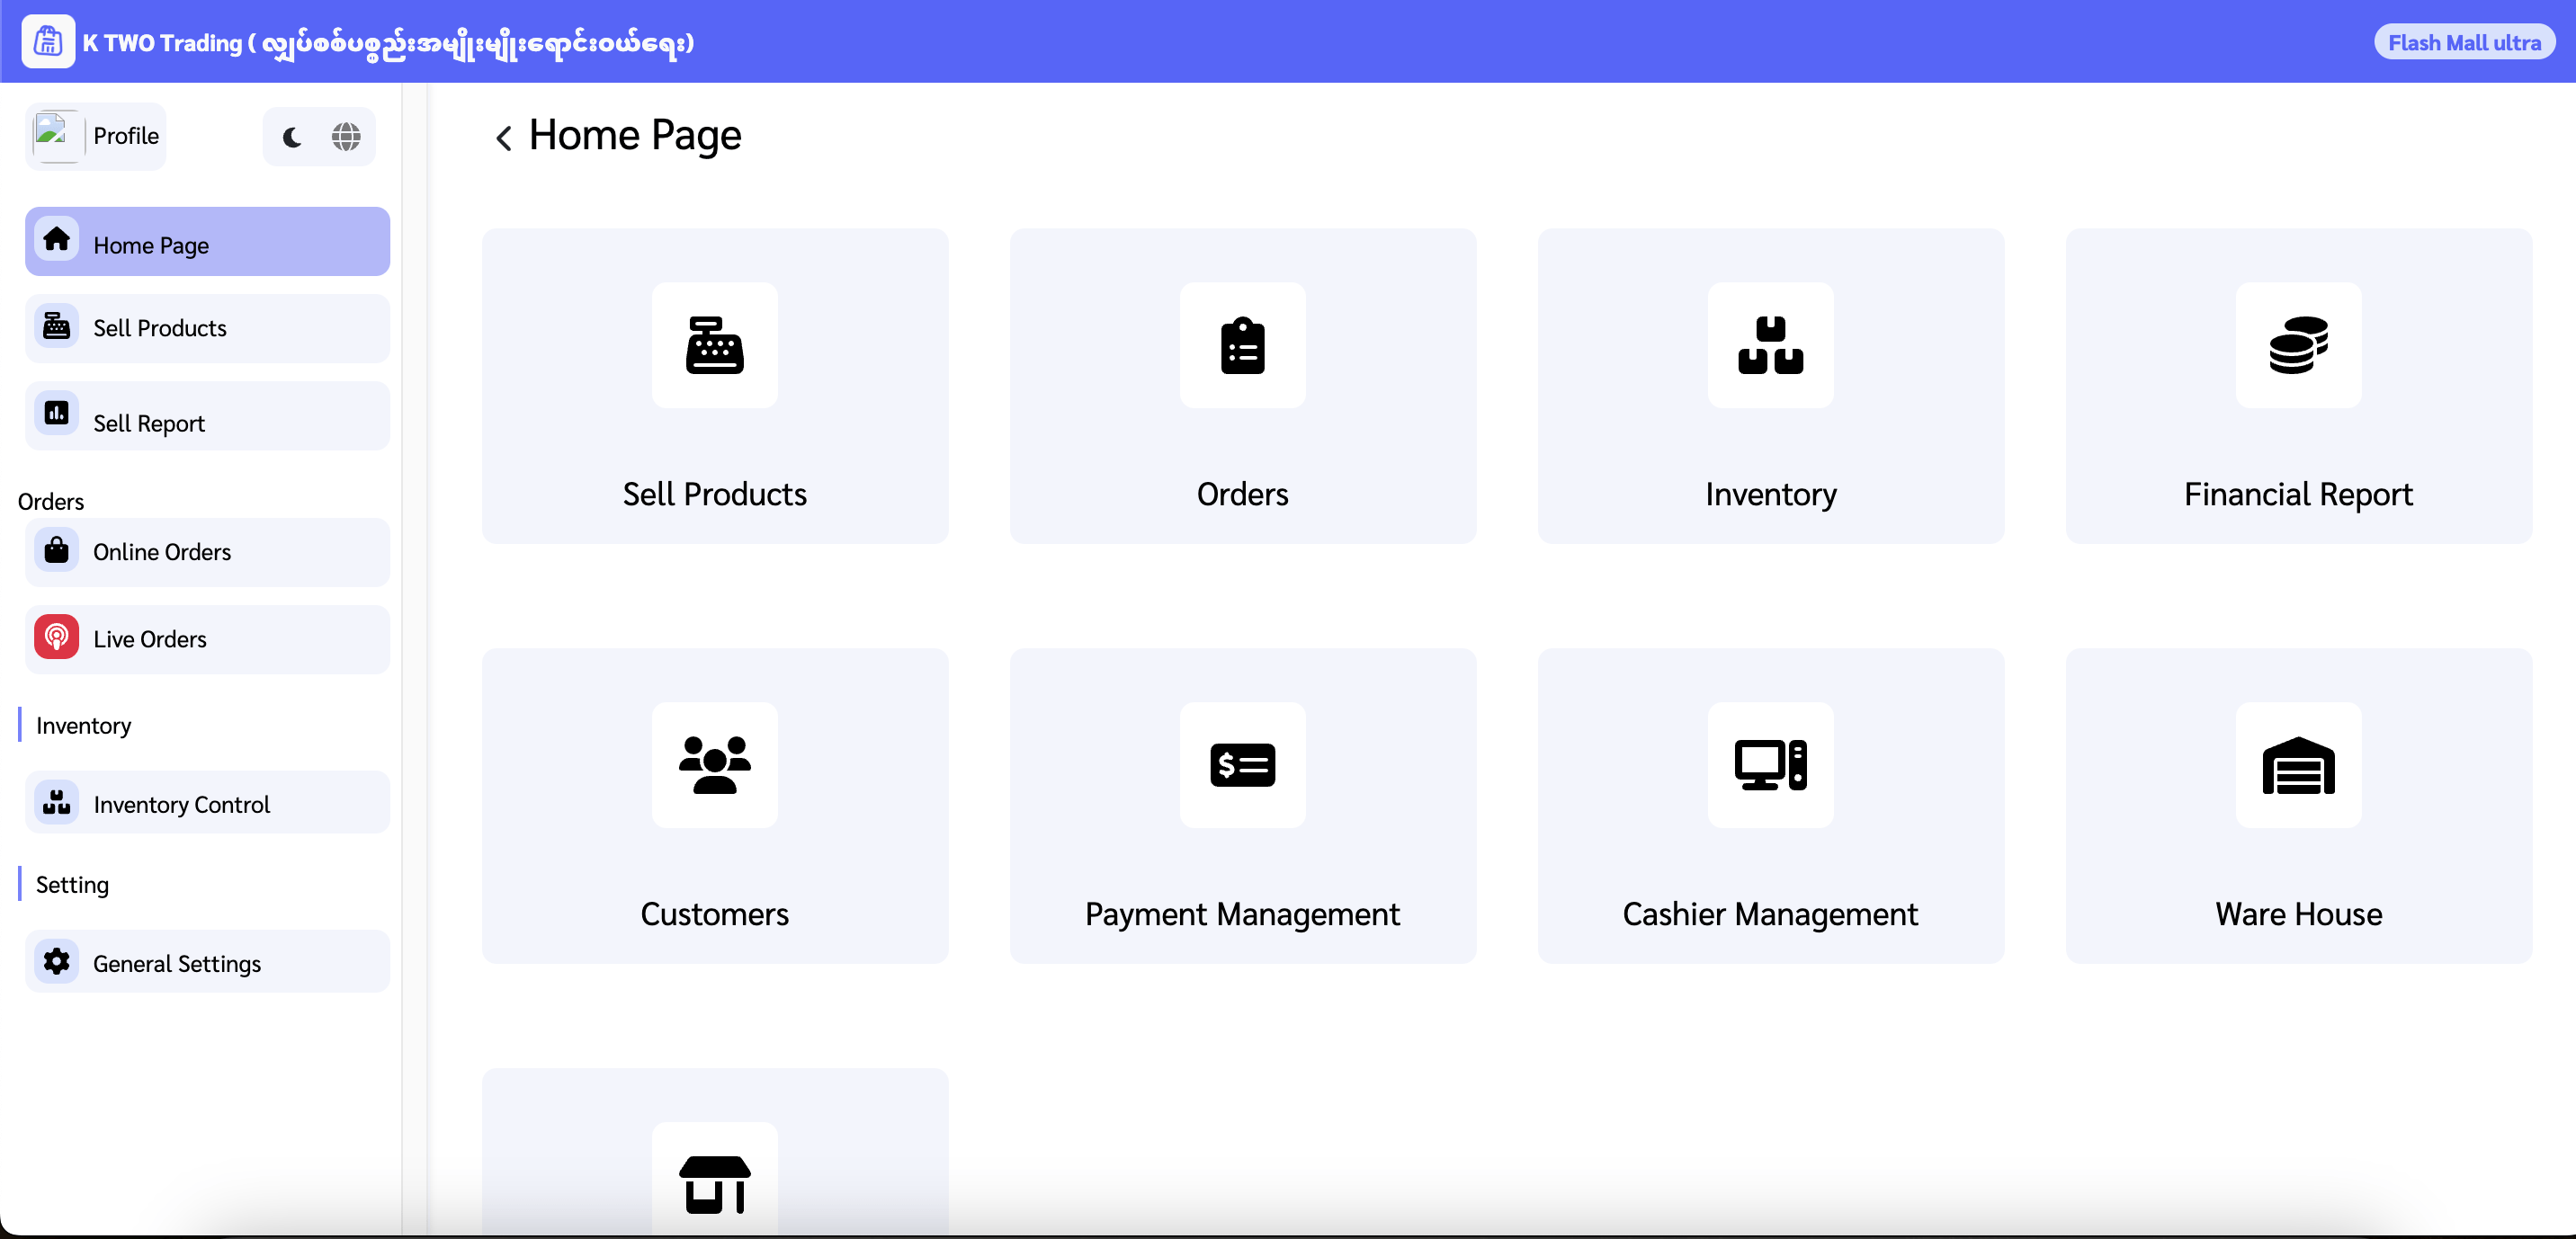 K TWO Trading ( လျှပ်စစ်ပစ္စည်းအမျိုးမျိုးရောင်းဝယ်ရေး)
Flash Mall ultra
Profile
Home Page
Sell Products
Sell Report
Orders
Online Orders
Live Orders
Inventory
Inventory Control
Setting
General Settings
Home Page
Sell Products
Orders
Inventory
Financial Report
Customers
Payment Management
Cashier Management
Ware House